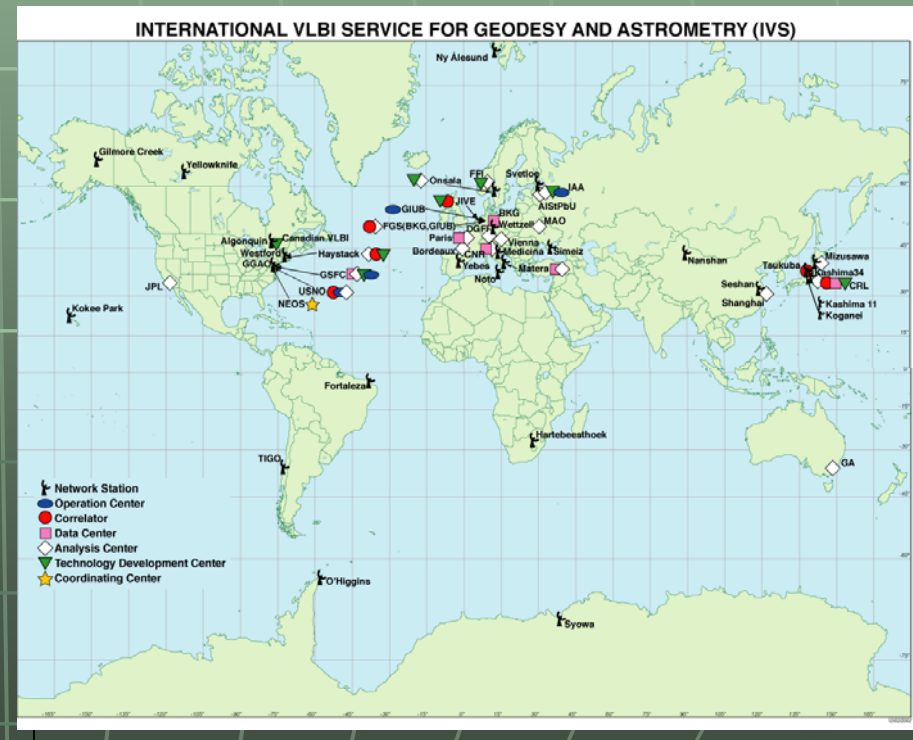 INTERNATIONAL VLBI SERVICE FOR GEODESY AND ASTROMETRY (IVS)
Ny Ålesund
Gilmore Creek
Yellowknife
Onsala
FFI
Svetloe
IAA
AIStPbU
JIVE
GIUB
BKG
Wettzell
MAO
FGS(BKG,GIUB)
DGFI
Paris
Vienna
Bordeaux
CNR
Medicina
Simeiz
Yebes
Noto
Matera
Algonquin
Canadian VLBI
Westford
Haystack
GGAO
GSFC
USNO
NEOS
JPL
Kokee Park
Nanshan
Mizusawa
Tsukuba
Kashima34
CRL
Seshan
Shanghai
Kashima 11
Koganei
Fortaleza
Hartebeesthoek
TIGO
GA
Network Station
Operation Center
Correlator
Data Center
Analysis Center
Technology Development Center
Coordinating Center
O'Higgins
Syowa